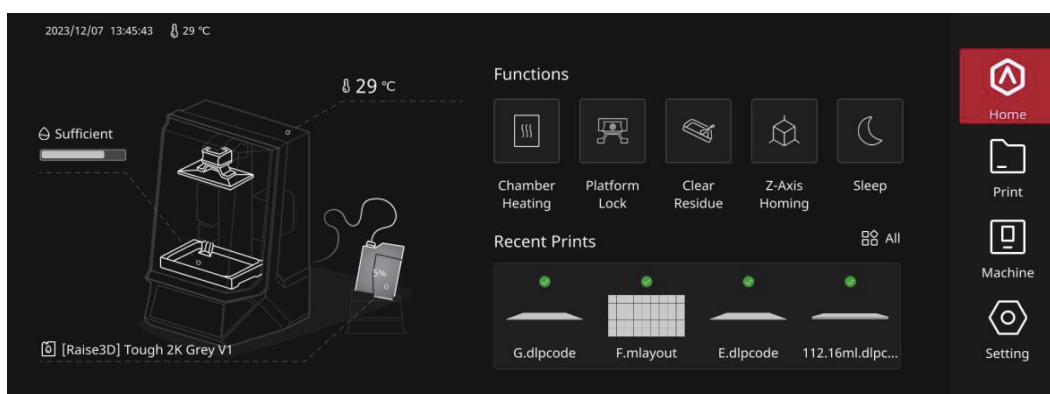 2023/12/07 13:45:43 29 ℃
29 ℃
Sufficient
5%
[Raise3D] Tough 2K Grey V1
Functions
Chamber
Heating
Platform
Lock
Clear
Residue
Z-Axis
Homing
Sleep
Recent Prints
All
G.dlpcode
F.mlayout
E.dlpcode
112.16ml.dlpc...
Home
Print
Machine
Setting